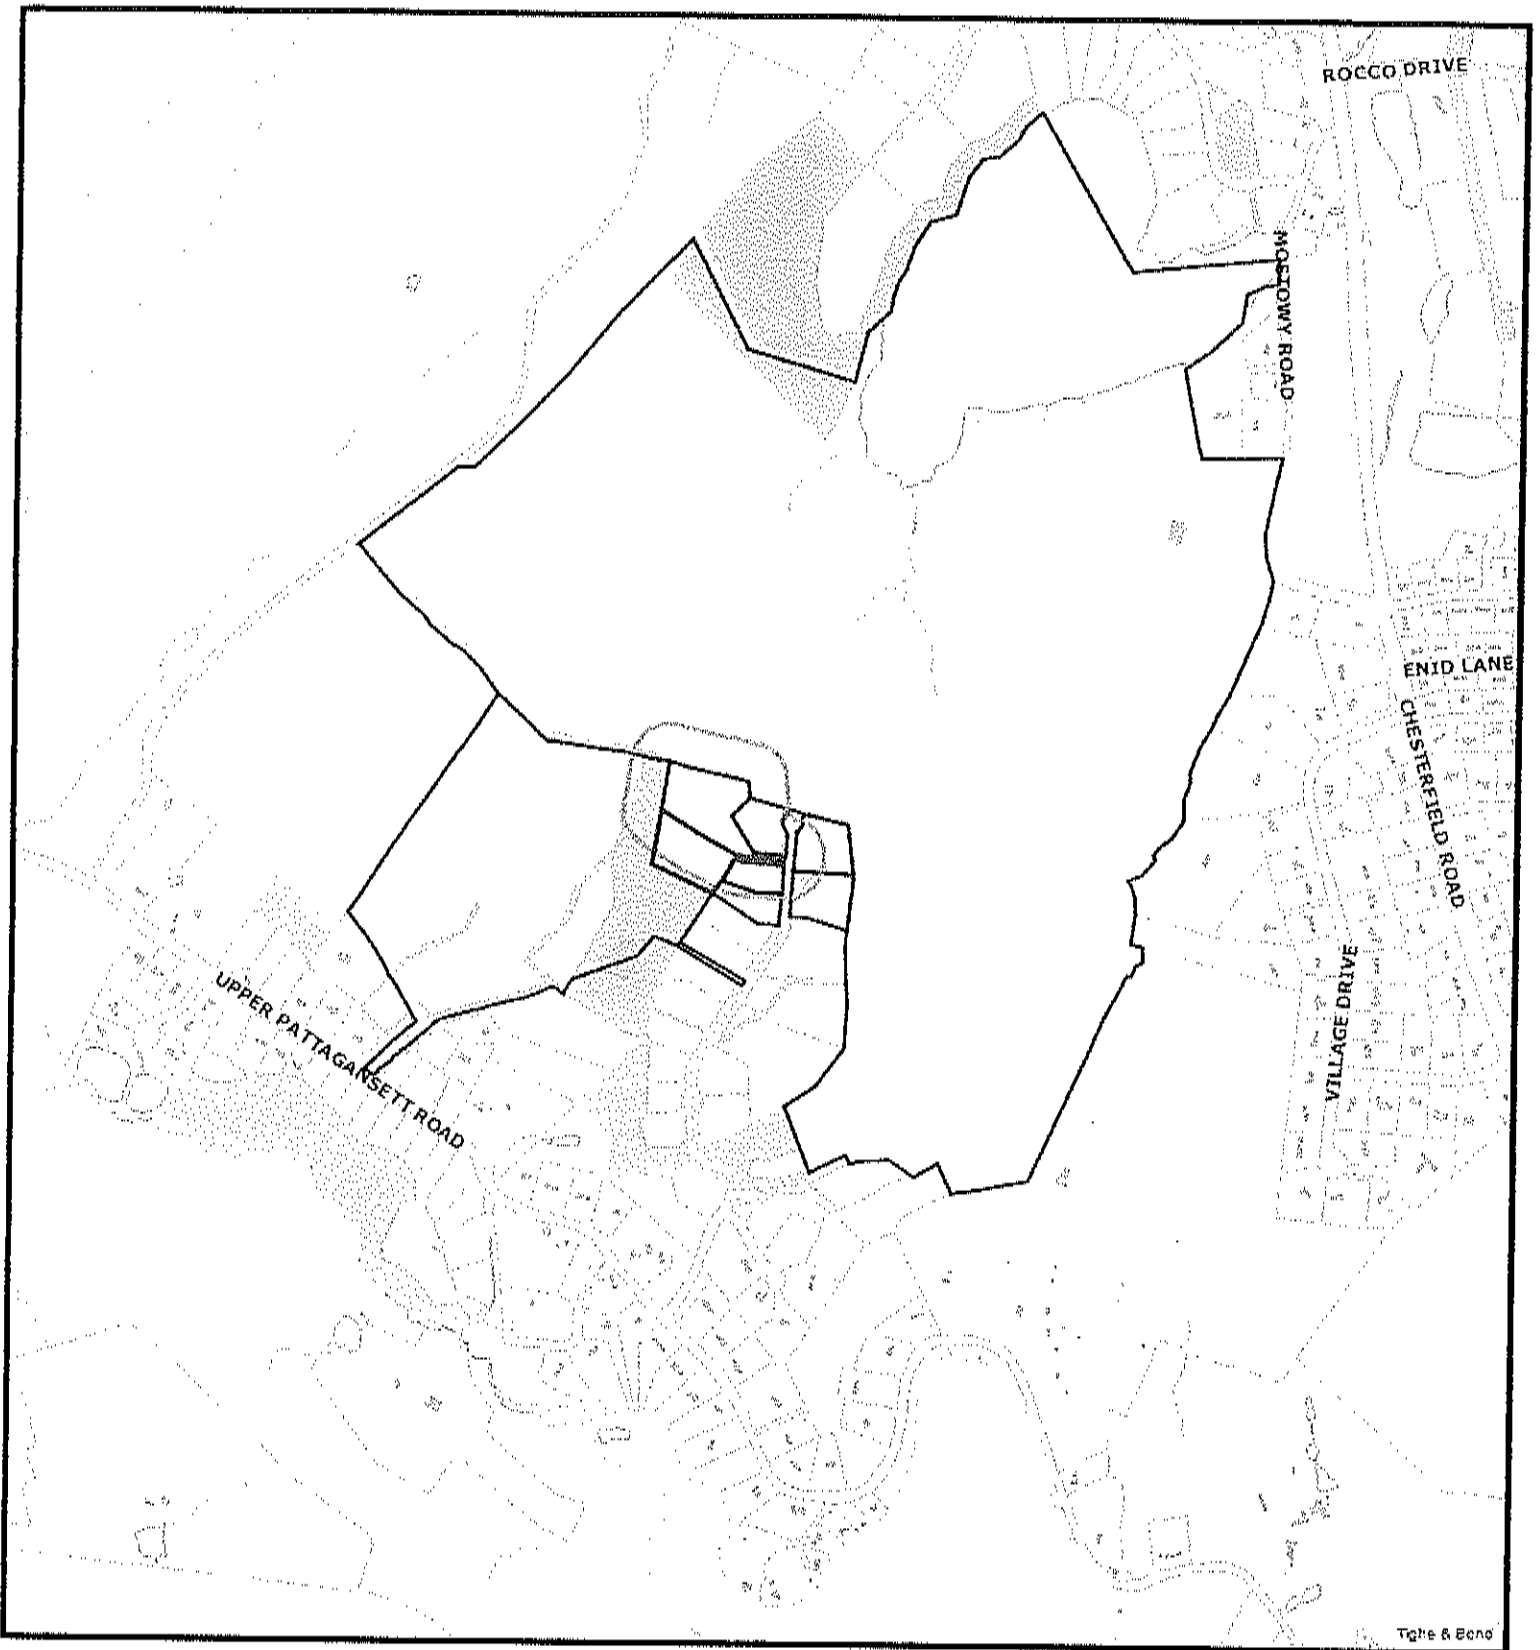 ROCCO DRIVE
MOSTOWY ROAD
ENID LANE
CHESTERFIELD ROAD
VILLAGE DRIVE
UPPER PATTAGANSETT ROAD
Tighe & Bond